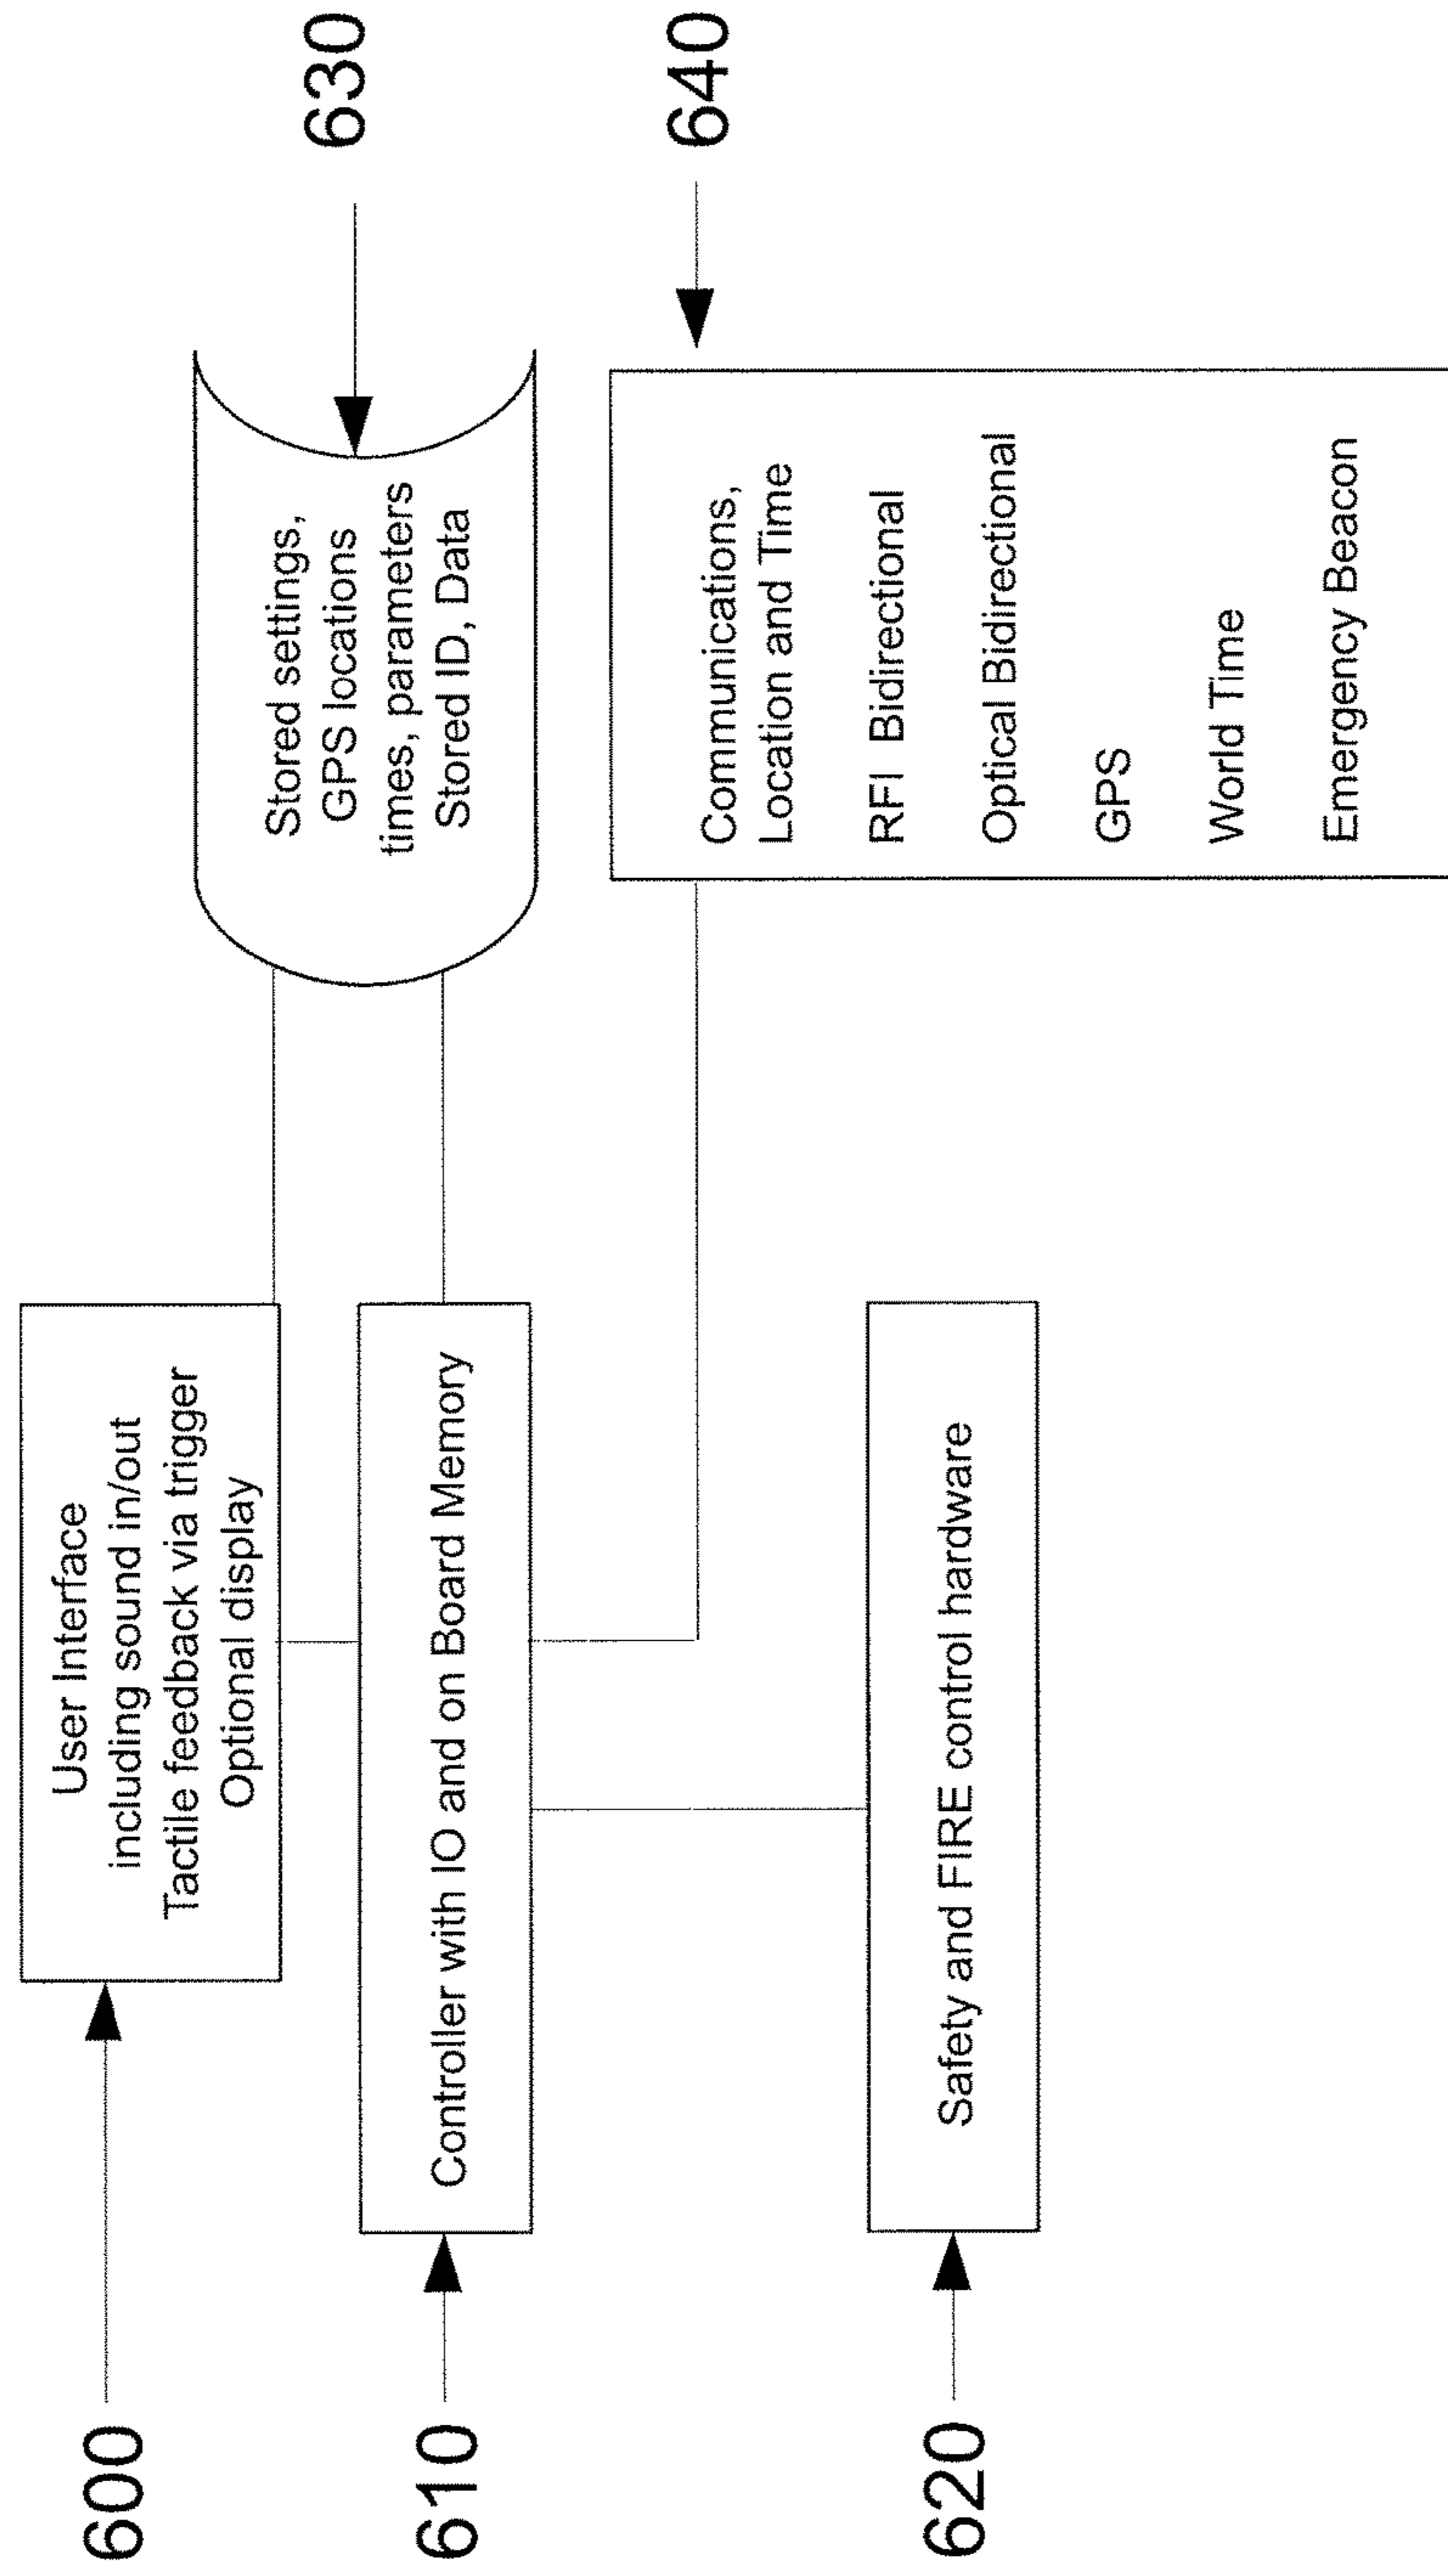 600
User Interface
including sound in/out
Tactile feedback via trigger
Optional display
610
Controller with IO and on Board Memory
620
Safety and FIRE control hardware
630
Stored settings,
GPS locations
times, parameters
Stored ID, Data
640
Communications,
Location and Time
RFI Bidirectional
Optical Bidirectional
GPS
World Time
Emergency Beacon